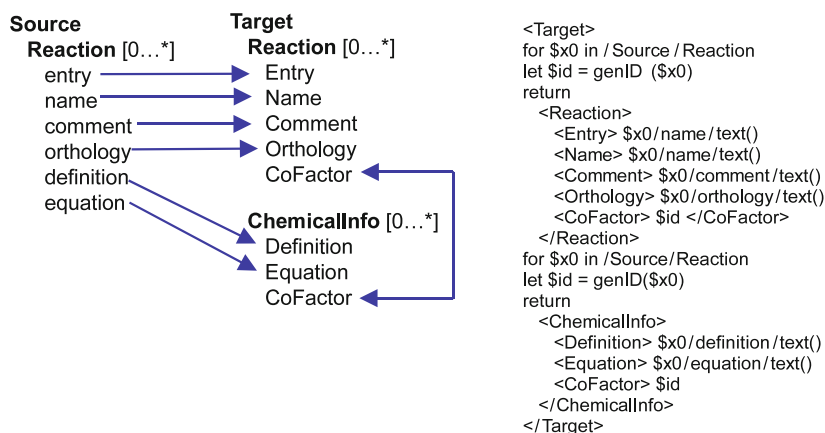 Source
Reaction [0...*]
entry
name
comment
orthology
definition
equation
Target
Reaction [0...*]
Entry
Name
Comment
Orthology
CoFactor
ChemicalInfo [0...*]
Definition
Equation
CoFactor
<Target>
for $x0 in /Source/Reaction
let $id = genID ($x0)
return
<Reaction>
<Entry> $x0/name/text()
<Name> $x0/name/text()
<Comment> $x0/comment/text()
<Orthology> $x0/orthology/text()
<CoFactor> $id </CoFactor>
</Reaction>
for $x0 in /Source/Reaction
let $id = genID($x0)
return
<ChemicalInfo>
<Definition> $x0/definition/text()
<Equation> $x0/equation/text()
<CoFactor> $id
</ChemicalInfo>
</Target>